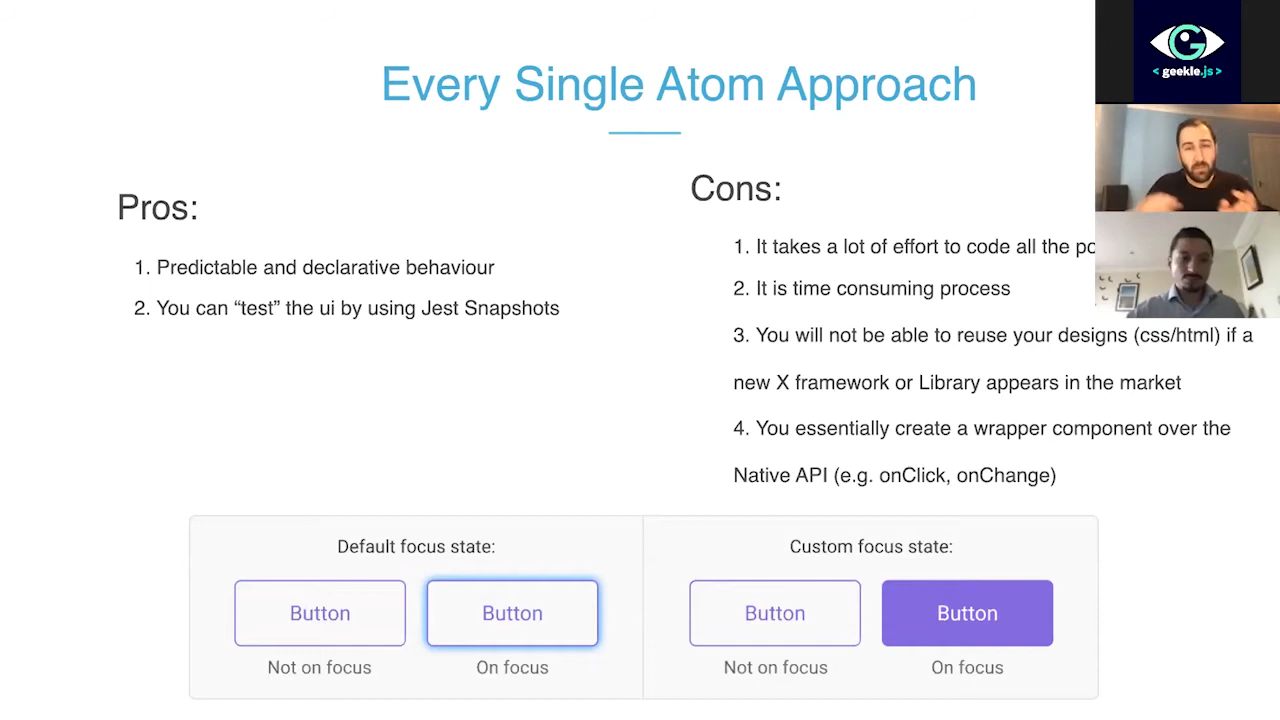 Every Single Atom Approach
Pros:
1. Predictable and declarative behaviour
2. You can “test” the ui by using Jest Snapshots
Cons:
1. It takes a lot of effort to code all the
2. It is time consuming process
3. You will not be able to reuse your designs (css/html) if a
new X framework or Library appears in the market
4. You essentially create a wrapper component over the
Native API (e.g. onClick, onChange)
Default focus state:
Button
Button
Not on focus
On focus
Custom focus state:
Button
Button
Not on focus
On focus
G
< geekle.js >